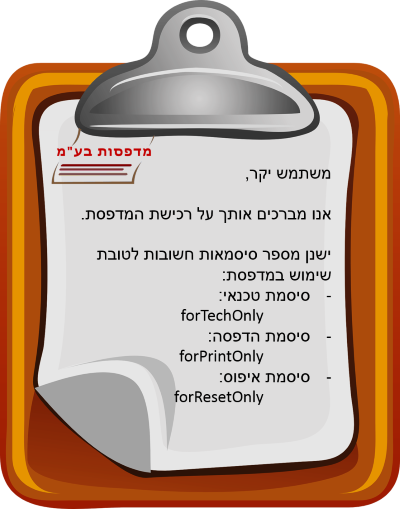 מדפסות בע"מ
משתמש יקר,
אנו מברכים אותך על רכישת המדפסת.
ישנן מספר סיסמאות חשובות לטובת
שימוש במדפסת:
- סיסמת טכנאי:
forTechOnly
- סיסמת הדפסה:
forPrintOnly
- סיסמת איפוס:
forResetOnly